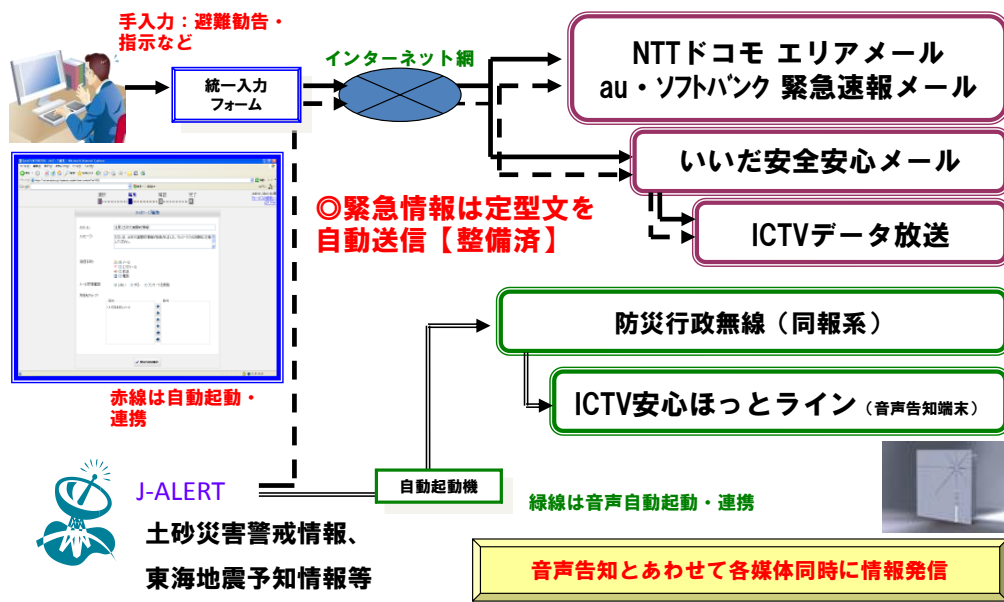 手入力：避難勧告・
指示など
統一入力
フォーム
インターネット網
NTTドコモ エリアメール
au・ソフトバンク 緊急速報メール
いいだ安全安心メール
ICTVデータ放送
◎緊急情報は定型文を
自動送信【整備済】
防災行政無線（同報系）
ICTV安心ほっとライン（音声告知端末）
赤線は自動起動・
連携
J-ALERT
自動起動機
緑線は音声自動起動・連携
土砂災害警戒情報、
東海地震予知情報等
音声告知とあわせて各媒体同時に情報発信